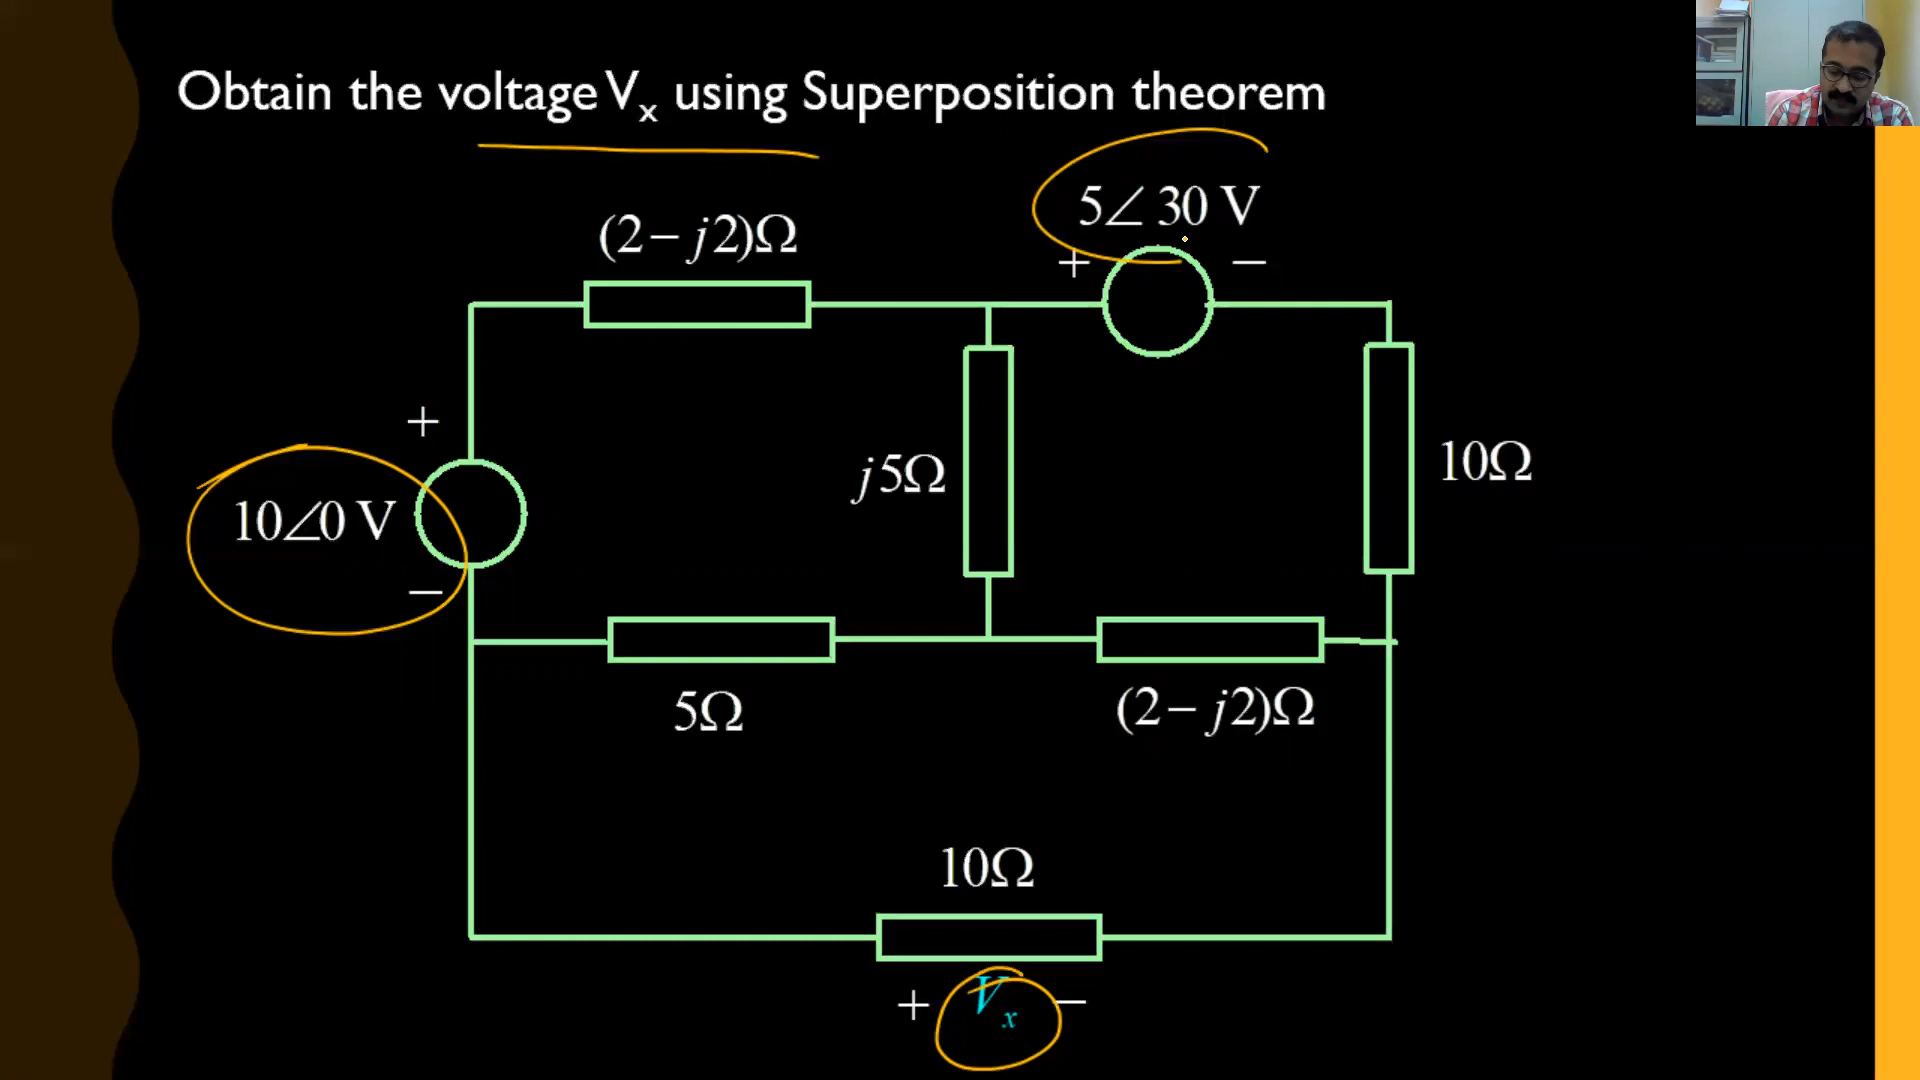 Obtain the voltage Vₓ using Superposition theorem
5∠30 V
(2−j2)Ω
+ −
+
j5Ω
10Ω
10∠0 V
−
5Ω
(2−j2)Ω
10Ω
+ Vₓ −